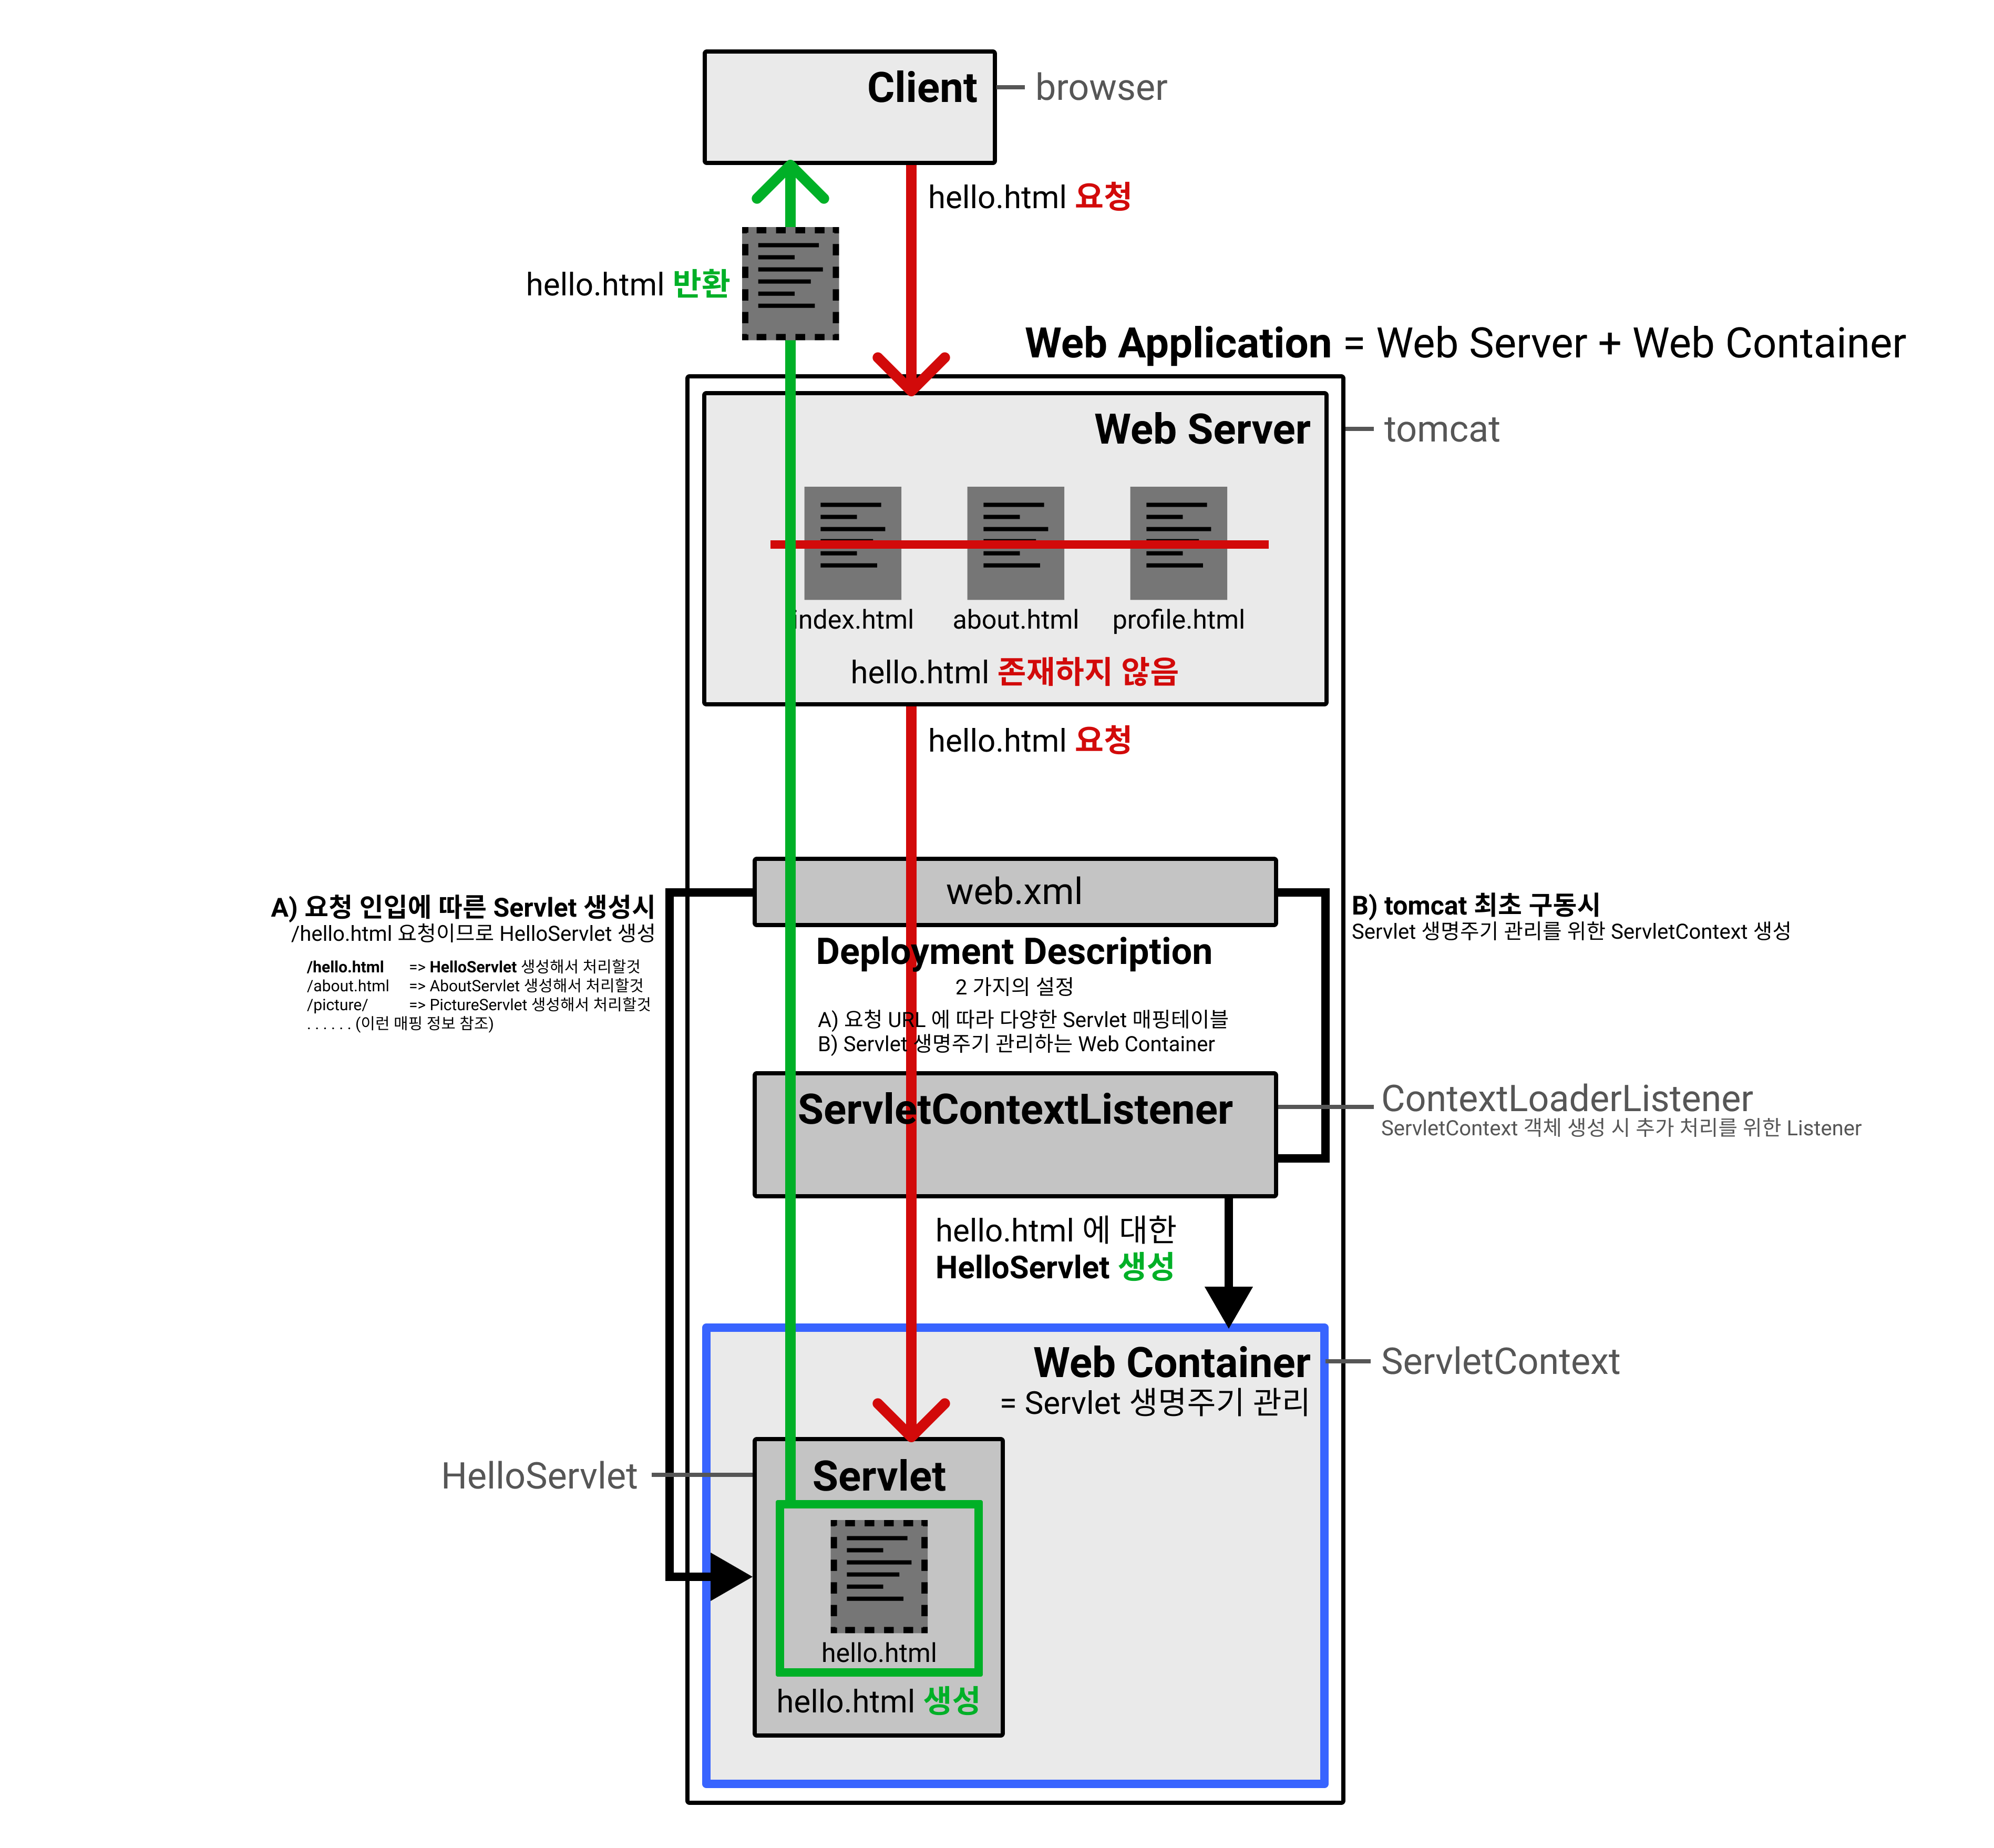 Client
browser
hello.html 요청
hello.html 반환
Web Application = Web Server + Web Container
Web Server
tomcat
index.html
about.html
profile.html
hello.html 존재하지 않음
hello.html 요청
web.xml
A) 요청 인입에 따른 Servlet 생성시
/hello.html 요청이므로 HelloServlet 생성
/hello.html => HelloServlet 생성해서 처리할것
/about.html => AboutServlet 생성해서 처리할것
/picture/ => PictureServlet 생성해서 처리할것
. . . . . . (이런 매핑 정보 참조)
B) tomcat 최초 구동시
Servlet 생명주기 관리를 위한 ServletContext 생성
Deployment Description
2 가지의 설정
A) 요청 URL 에 따라 다양한 Servlet 매핑테이블
B) Servlet 생명주기 관리하는 Web Container
ServletContextListener
ContextLoaderListener
ServletContext 객체 생성 시 추가 처리를 위한 Listener
hello.html 에 대한
HelloServlet 생성
Web Container
= Servlet 생명주기 관리
ServletContext
HelloServlet
Servlet
hello.html
hello.html 생성